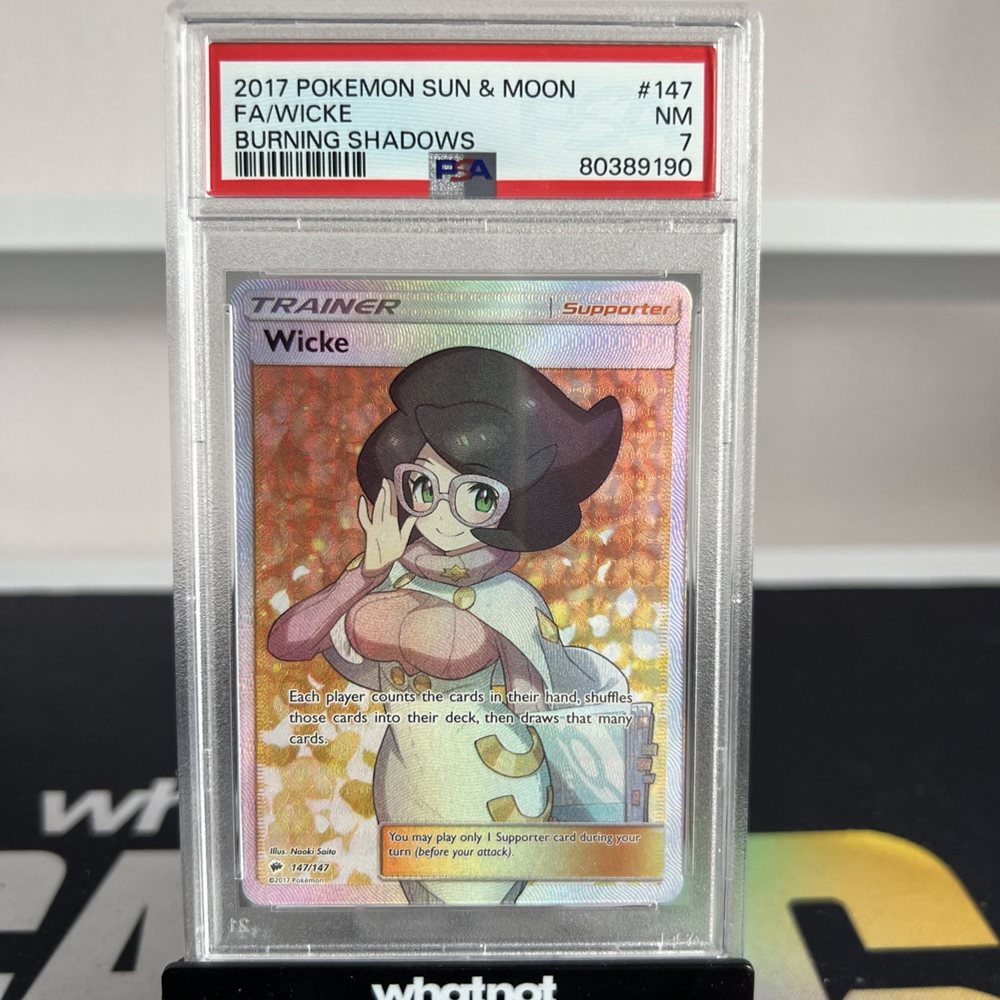 2017 POKEMON SUN & MOON #147
FA/WICKE NM
BURNING SHADOWS 7
PSA 80389190
TRAINER Supporter
Wicke
Each player counts the cards in their hand, shuffles
those cards into their deck, then draws that many
cards.
You may play only 1 Supporter card during your
turn (before your attack).
Illus. Naoki Saito
147/147
©2017 Pokémon
whatnot